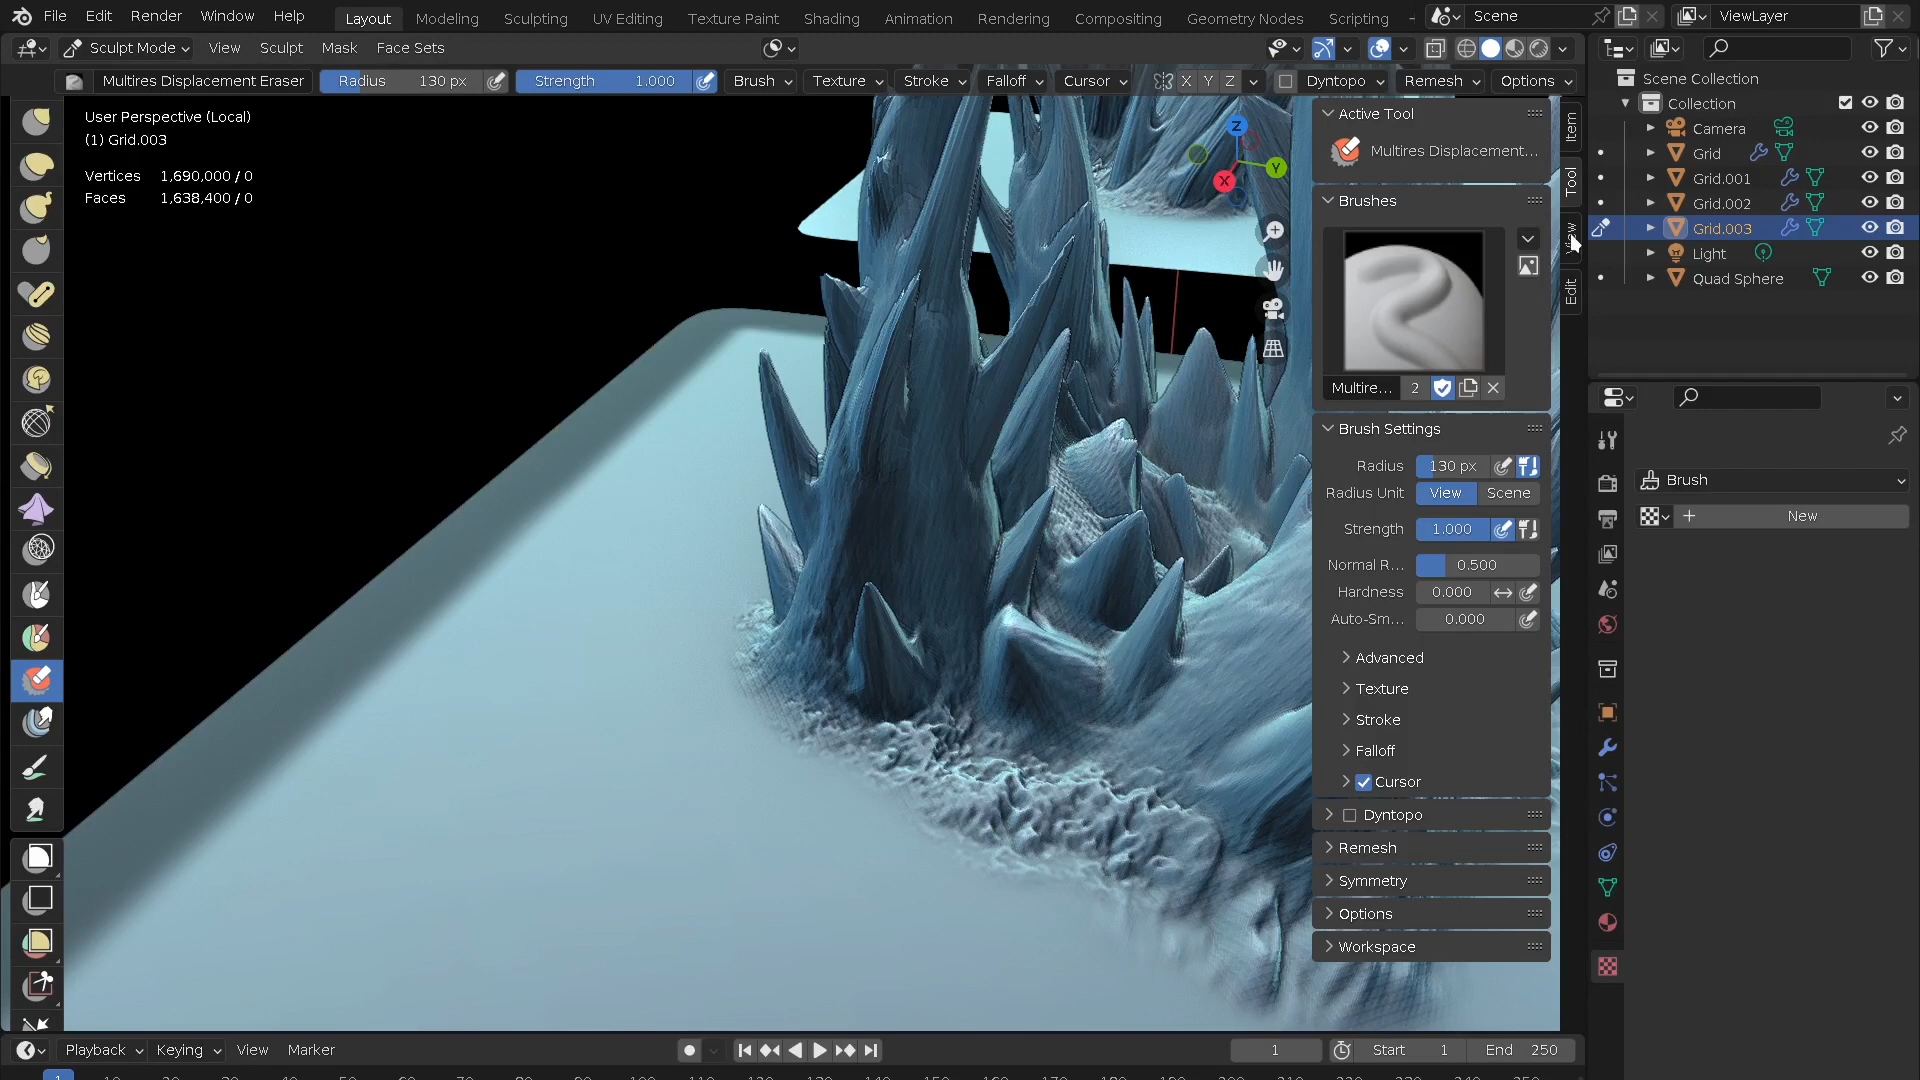 File Edit Render Window Help Layout Modeling Sculpting UV Editing Texture Paint Shading Animation Rendering Compositing Geometry Nodes Scripting Scene ViewLayer
Sculpt Mode View Sculpt Mask Face Sets
Multires Displacement Eraser Radius 130 px Strength 1.000 Brush Texture Stroke Falloff Cursor X Y Z Dyntopo Remesh Options
User Perspective (Local)
(1) Grid.003
Vertices 1,690,000 / 0
Faces 1,638,400 / 0
Z
Y
X
Active Tool
Multires Displacement...
Brushes
Multire... 2
Brush Settings
Radius 130 px
Radius Unit View Scene
Strength 1.000
Normal R... 0.500
Hardness 0.000
Auto-Sm... 0.000
Advanced
Texture
Stroke
Falloff
Cursor
Dyntopo
Remesh
Symmetry
Options
Workspace
Item
Tool
View
Edit
Scene Collection
Collection
Camera
Grid
Grid.001
Grid.002
Grid.003
Light
Quad Sphere
Brush
+ New
Playback Keying View Marker 1 Start 1 End 250
1